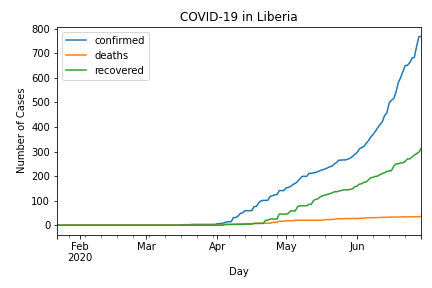 COVID-19 in Liberia
confirmed
deaths
recovered
Number of Cases
800
700
600
500
400
300
200
100
0
Feb
2020
Mar
Apr
May
Jun
Day